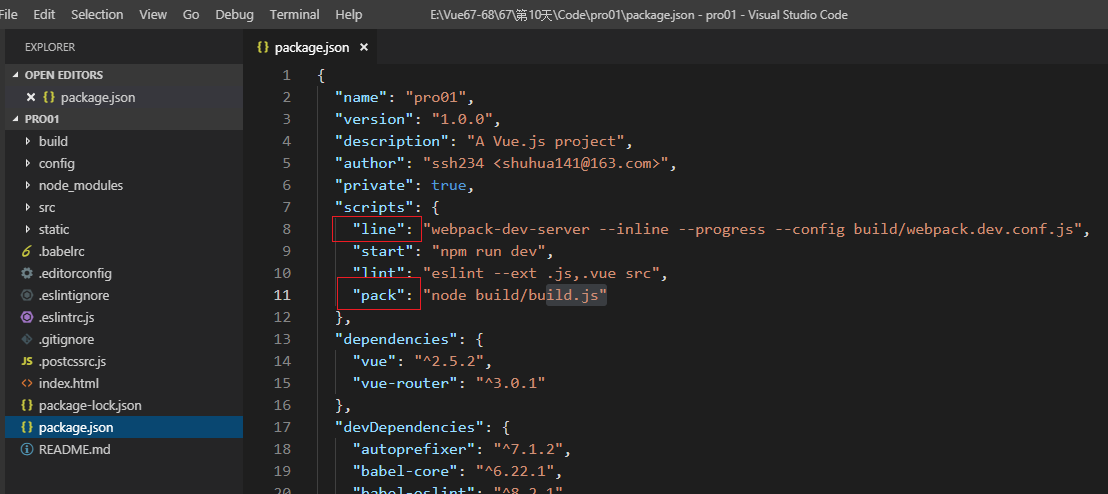 File Edit Selection View Go Debug Terminal Help E:\Vue67-68\67\第10天\Code\pro01\package.json - pro01 - Visual Studio Code
EXPLORER
OPEN EDITORS
package.json
PRO01
build
config
node_modules
src
static
.babelrc
.editorconfig
.eslintignore
.eslintrc.js
.gitignore
.postcssrc.js
index.html
package-lock.json
package.json
README.md
package.json
1 {
2 "name": "pro01",
3 "version": "1.0.0",
4 "description": "A Vue.js project",
5 "author": "ssh234 <shuhua141@163.com>",
6 "private": true,
7 "scripts": {
8 "line": "webpack-dev-server --inline --progress --config build/webpack.dev.conf.js",
9 "start": "npm run dev",
10 "lint": "eslint --ext .js,.vue src",
11 "pack": "node build/build.js"
12 },
13 "dependencies": {
14 "vue": "^2.5.2",
15 "vue-router": "^3.0.1"
16 },
17 "devDependencies": {
18 "autoprefixer": "^7.1.2",
19 "babel-core": "^6.22.1",
20 "babel-eslint": "^8.2.1"